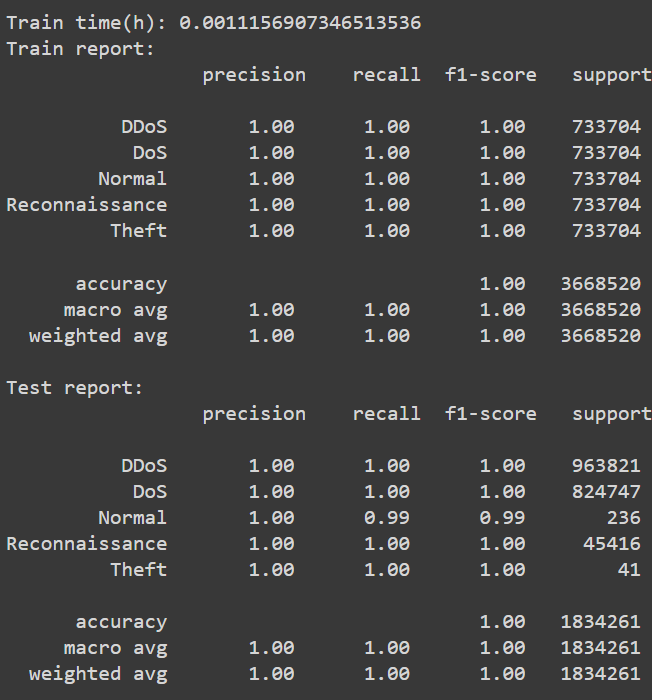 Train time(h): 0.0011156907346513536
Train report:
precision recall f1-score support
DDoS 1.00 1.00 1.00 733704
DoS 1.00 1.00 1.00 733704
Normal 1.00 1.00 1.00 733704
Reconnaissance 1.00 1.00 1.00 733704
Theft 1.00 1.00 1.00 733704
accuracy 1.00 3668520
macro avg 1.00 1.00 1.00 3668520
weighted avg 1.00 1.00 1.00 3668520
Test report:
precision recall f1-score support
DDoS 1.00 1.00 1.00 963821
DoS 1.00 1.00 1.00 824747
Normal 1.00 0.99 0.99 236
Reconnaissance 1.00 1.00 1.00 45416
Theft 1.00 1.00 1.00 41
accuracy 1.00 1834261
macro avg 1.00 1.00 1.00 1834261
weighted avg 1.00 1.00 1.00 1834261